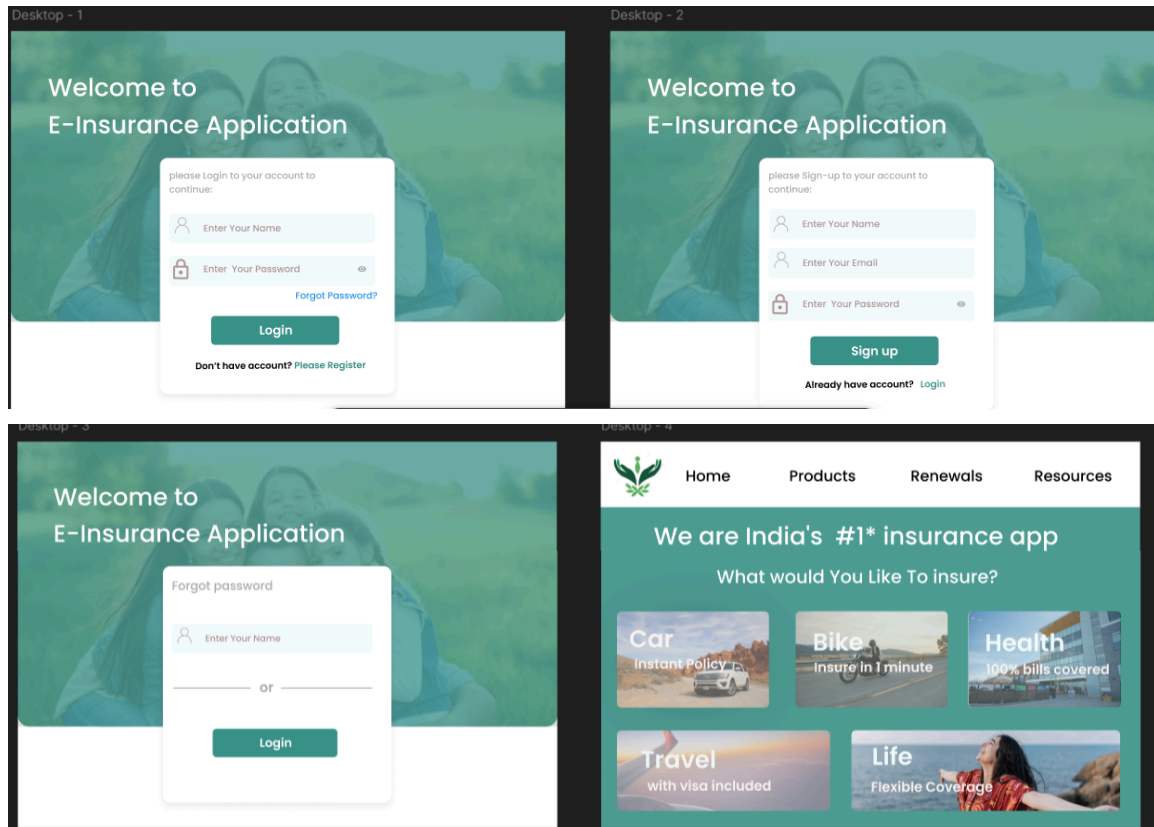 Desktop - 1
Welcome to
E-Insurance Application
please Login to your account to
continue:
Enter Your Name
Enter Your Password
Forgot Password?
Login
Don't have account? Please Register
Desktop - 2
Welcome to
E-Insurance Application
please Sign-up to your account to
continue:
Enter Your Name
Enter Your Email
Enter Your Password
Sign up
Already have account? Login
Desktop - 3
Welcome to
E-Insurance Application
Forgot password
Enter Your Name
or
Login
Desktop - 4
Home Products Renewals Resources
We are India's #1* insurance app
What would You Like To insure?
Car
Instant Policy
Bike
Insure in 1 minute
Health
100% bills covered
Travel
with visa included
Life
Flexible Coverage